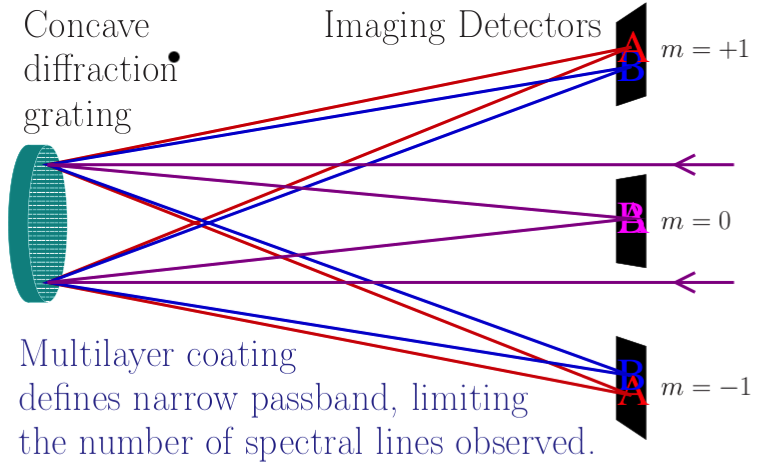 Concave
diffraction
grating
Imaging Detectors
A
B
m = +1
B
A
m = 0
B
A
m = −1
Multilayer coating
defines narrow passband, limiting
the number of spectral lines observed.